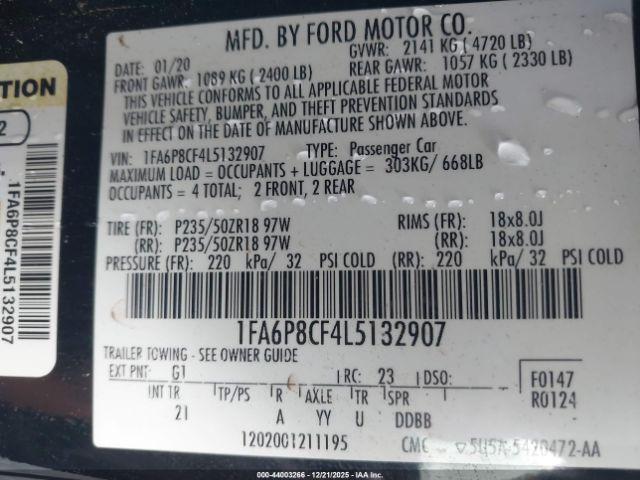 MFD. BY FORD MOTOR CO.
DATE: 01/20 GVWR: 2141 KG ( 4720 LB)
FRONT GAWR: 1089 KG ( 2400 LB) REAR GAWR: 1057 KG ( 2330 LB)
THIS VEHICLE CONFORMS TO ALL APPLICABLE FEDERAL MOTOR
VEHICLE SAFETY, BUMPER, AND THEFT PREVENTION STANDARDS
IN EFFECT ON THE DATE OF MANUFACTURE SHOWN ABOVE.
VIN: 1FA6P8CF4L5132907 TYPE: Passenger Car
MAXIMUM LOAD = OCCUPANTS + LUGGAGE = 303KG/ 668LB
OCCUPANTS = 4 TOTAL; 2 FRONT, 2 REAR
TIRE (FR): P235/50ZR18 97W RIMS (FR): 18x8.0J
(RR): P235/50ZR18 97W (RR): 18x8.0J
PRESSURE (FR): 220 kPa/ 32 PSI COLD (RR): 220 kPa/ 32 PSI COLD
1FA6P8CF4L5132907
TRAILER TOWING - SEE OWNER GUIDE
EXT PNT: G1 RC: 23 DSO: F0147
INT TR TP/PS R AXLE TR SPR R0124
21 A YY U DDBB
120200121195
TION
2
1FA6P8CF4L5132907
IAA: 44003266 - 12/21/2025 - impactauto.ca